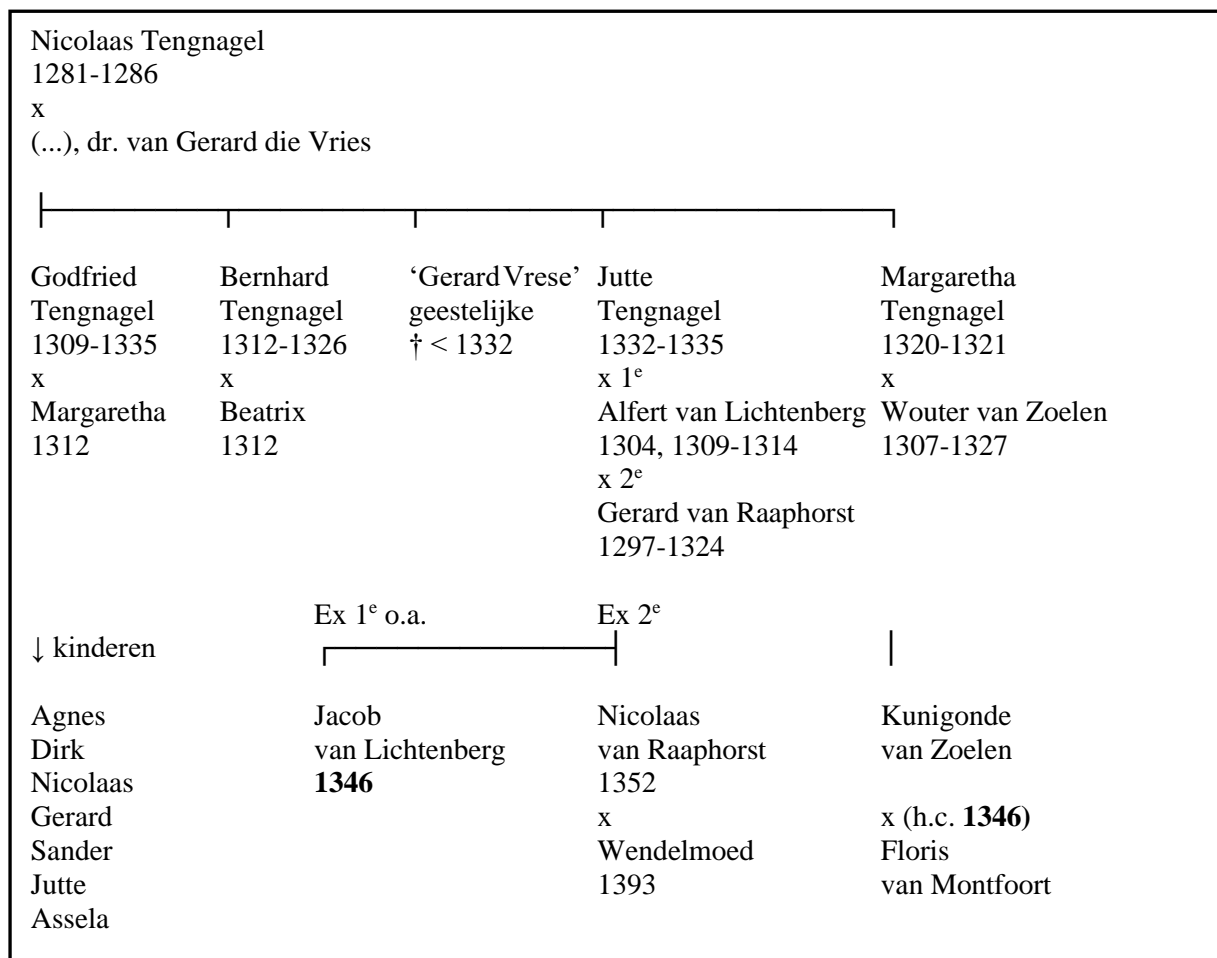 Nicolaas Tengnagel
1281-1286
x
(...), dr. van Gerard die Vries
Godfried Bernhard ‘Gerard Vrese’ Jutte Margaretha
Tengnagel Tengnagel geestelijke Tengnagel Tengnagel
1309-1335 1312-1326 † < 1332 1332-1335 1320-1321
x x x 1e x
Margaretha Beatrix Alfert van Lichtenberg Wouter van Zoelen
1312 1312 1304, 1309-1314 1307-1327
x 2e
Gerard van Raaphorst
1297-1324
Ex 1e o.a. Ex 2e
↓ kinderen
Agnes Jacob Nicolaas Kunigonde
Dirk van Lichtenberg van Raaphorst van Zoelen
Nicolaas 1346 1352
Gerard x x (h.c. 1346)
Sander Wendelmoed Floris
Jutte 1393 van Montfoort
Assela